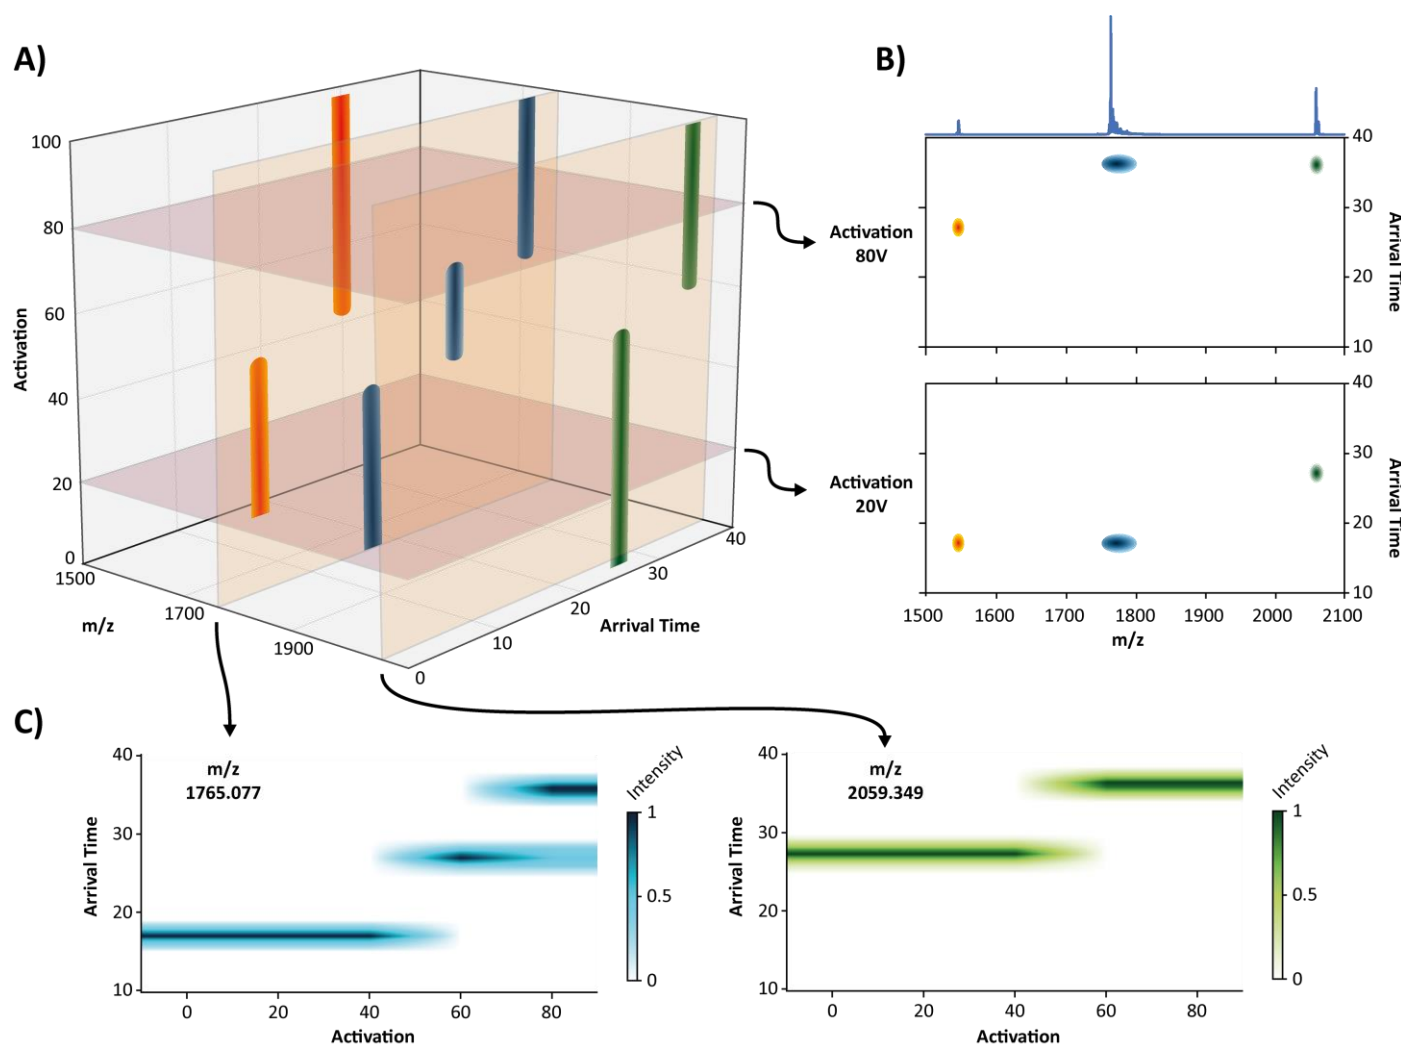 A)
100
80
60
40
20
0
Activation
1500
1700
1900
m/z
0
10
20
30
40
Arrival Time
B)
Activation
80V
40
30
20
10
Arrival Time
Activation
20V
40
30
20
10
Arrival Time
1500 1600 1700 1800 1900 2000 2100
m/z
C)
m/z
1765.077
40
30
20
10
Arrival Time
0 20 40 60 80
Activation
Intensity
1
0.5
0
m/z
2059.349
40
30
20
10
Arrival Time
0 20 40 60 80
Activation
Intensity
1
0.5
0